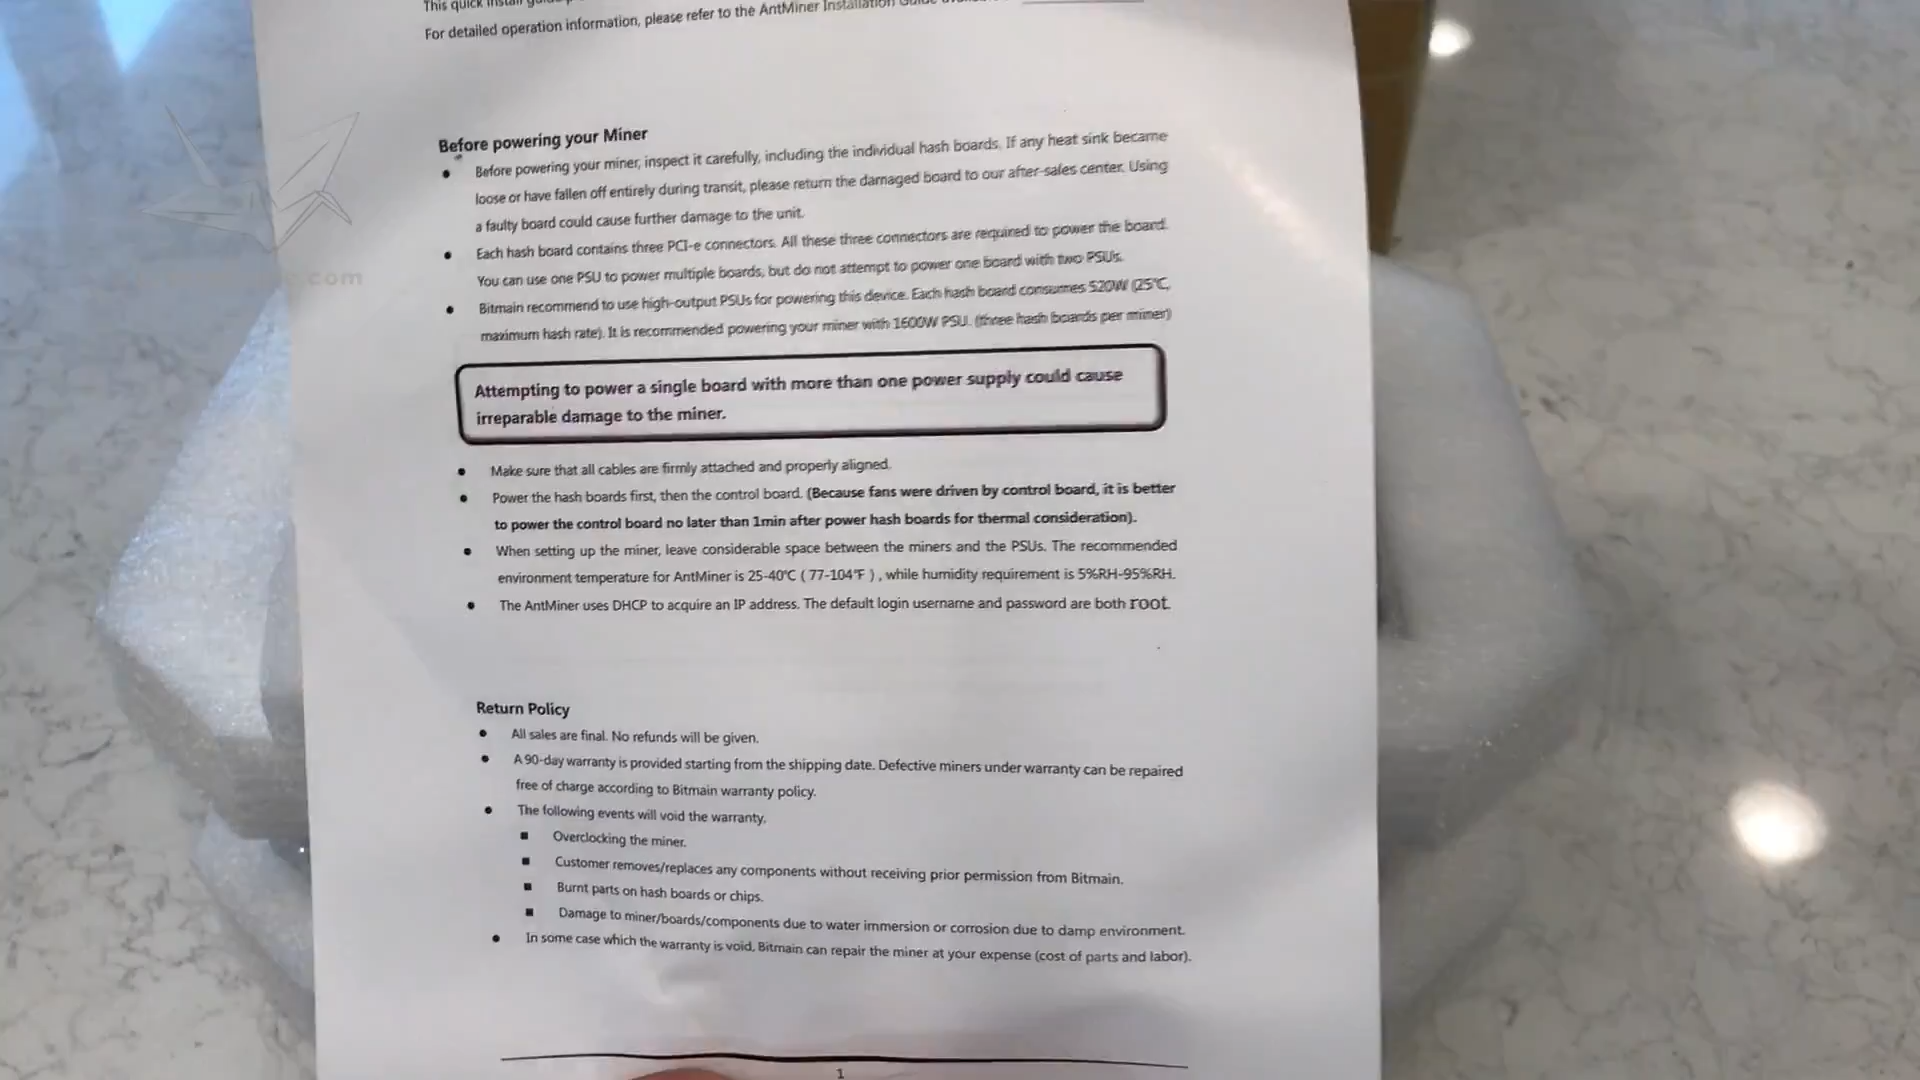 This quick install
For detailed operation information, please refer to the AntMiner Installation Guide
Before powering your Miner
● Before powering your miner, inspect it carefully, including the individual hash boards. If any heat sink became
loose or have fallen off entirely during transit, please return the damaged board to our after-sales center. Using
a faulty board could cause further damage to the unit.
● Each hash board contains three PCI-e connectors. All these three connectors are required to power the board.
You can use one PSU to power multiple boards, but do not attempt to power one board with two PSUs.
● Bitmain recommend to use high-output PSUs for powering this device. Each hash board consumes 520W (25℃,
maximum hash rate). It is recommended powering your miner with 1600W PSU. (three hash boards per miner)
Attempting to power a single board with more than one power supply could cause
irreparable damage to the miner.
● Make sure that all cables are firmly attached and properly aligned.
● Power the hash boards first, then the control board. (Because fans were driven by control board, it is better
to power the control board no later than 1min after power hash boards for thermal consideration).
● When setting up the miner, leave considerable space between the miners and the PSUs. The recommended
environment temperature for AntMiner is 25-40℃ ( 77-104℉ ) , while humidity requirement is 5%RH-95%RH.
● The AntMiner uses DHCP to acquire an IP address. The default login username and password are both root.
Return Policy
● All sales are final. No refunds will be given.
● A 90-day warranty is provided starting from the shipping date. Defective miners under warranty can be repaired
free of charge according to Bitmain warranty policy.
● The following events will void the warranty.
■ Overclocking the miner.
■ Customer removes/replaces any components without receiving prior permission from Bitmain.
■ Burnt parts on hash boards or chips.
■ Damage to miner/boards/components due to water immersion or corrosion due to damp environment.
● In some case which the warranty is void, Bitmain can repair the miner at your expense (cost of parts and labor).
1
.com